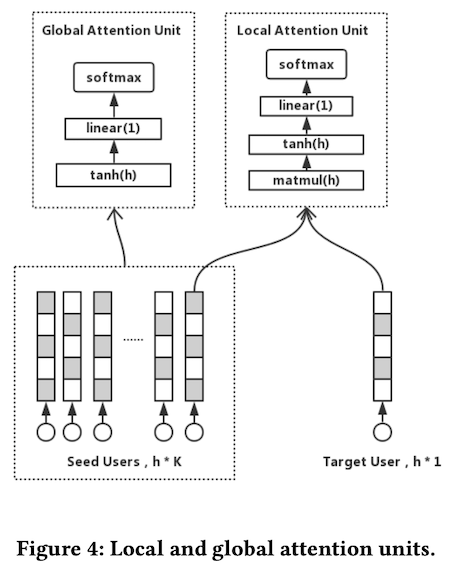 Global Attention Unit
softmax
linear(1)
tanh(h)
Local Attention Unit
softmax
linear(1)
tanh(h)
matmul(h)
......
Seed Users , h * K
Target User , h * 1
Figure 4: Local and global attention units.